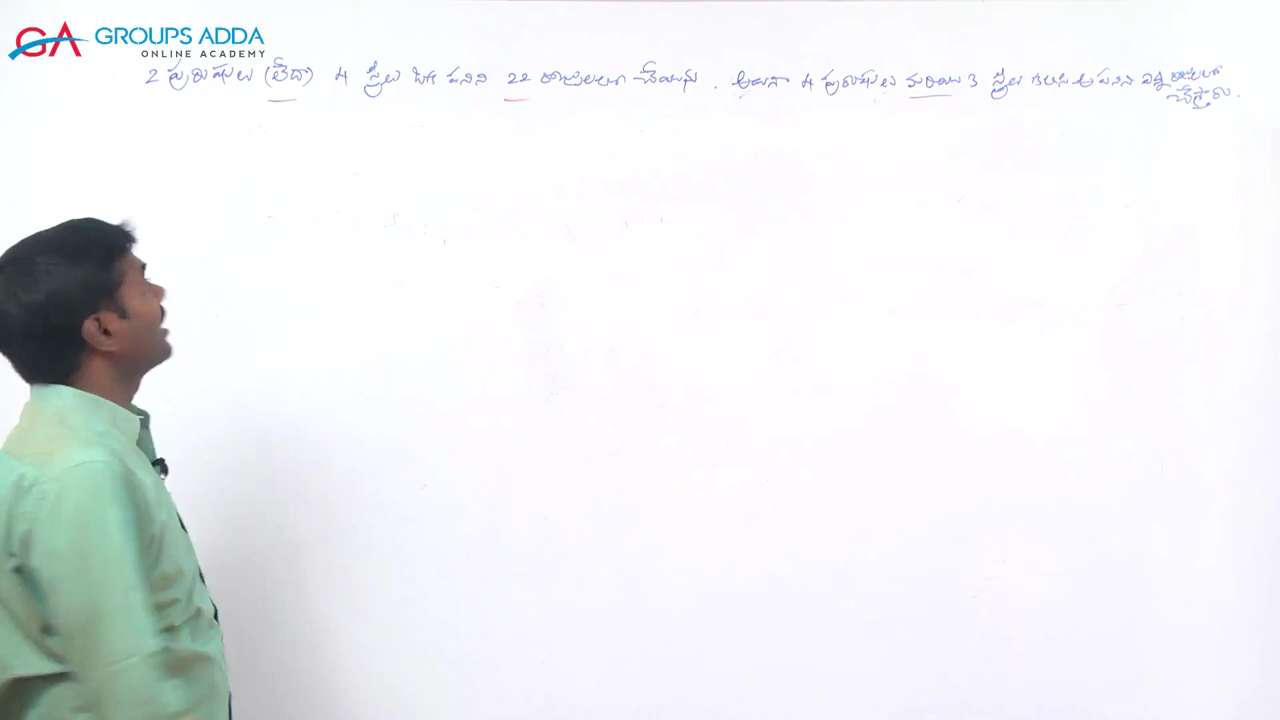 GA GROUPS ADDA
ONLINE ACADEMY
2 పురుషులు (లేదా) 4 స్త్రీలు ఒక పనిని 22 రోజులలో చేయును. అయిన 4 పురుషులు మరియు 3 స్త్రీలు కలిసి ఆ పనిని ఎన్ని రోజులలో
చేస్తారు.